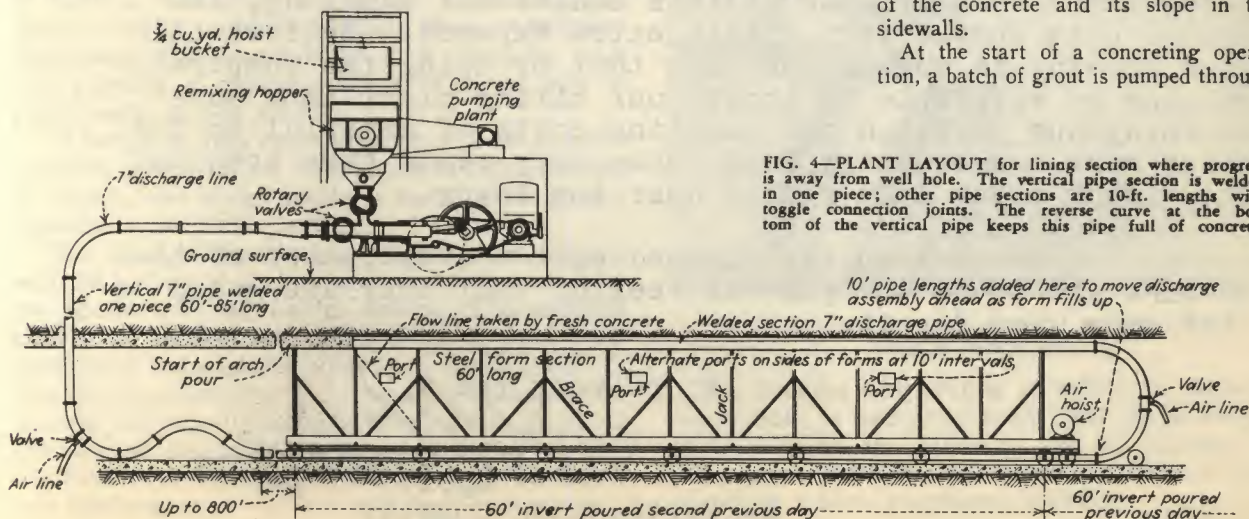 of the concrete and its slope in t
sidewalls.
At the start of a concreting oper
tion, a batch of grout is pumped throu
FIG. 4—PLANT LAYOUT for lining section where progre
is away from well hole. The vertical pipe section is weld
in one piece; other pipe sections are 10-ft. lengths wi
toggle connection joints. The reverse curve at the bo
tom of the vertical pipe keeps this pipe full of concre
¾ cu.yd. hoist
bucket
Remixing hopper
Concrete
pumping
plant
7" discharge line
Rotary
valves
Ground surface
Vertical 7" pipe welded
one piece 60'-85' long
10' pipe lengths added here to move discharge
assembly ahead as form fills up
Flow line taken by fresh concrete
Welded section 7" discharge pipe
Start of arch
pour
Port
Steel form section
60' long
Alternate ports on sides of forms at 10' intervals,
Port
Port
Brace
Jack
Air
hoist
Valve
Air line
Valve
Air line
Up to 800'
60' invert poured second previous day
60' invert poured
previous day